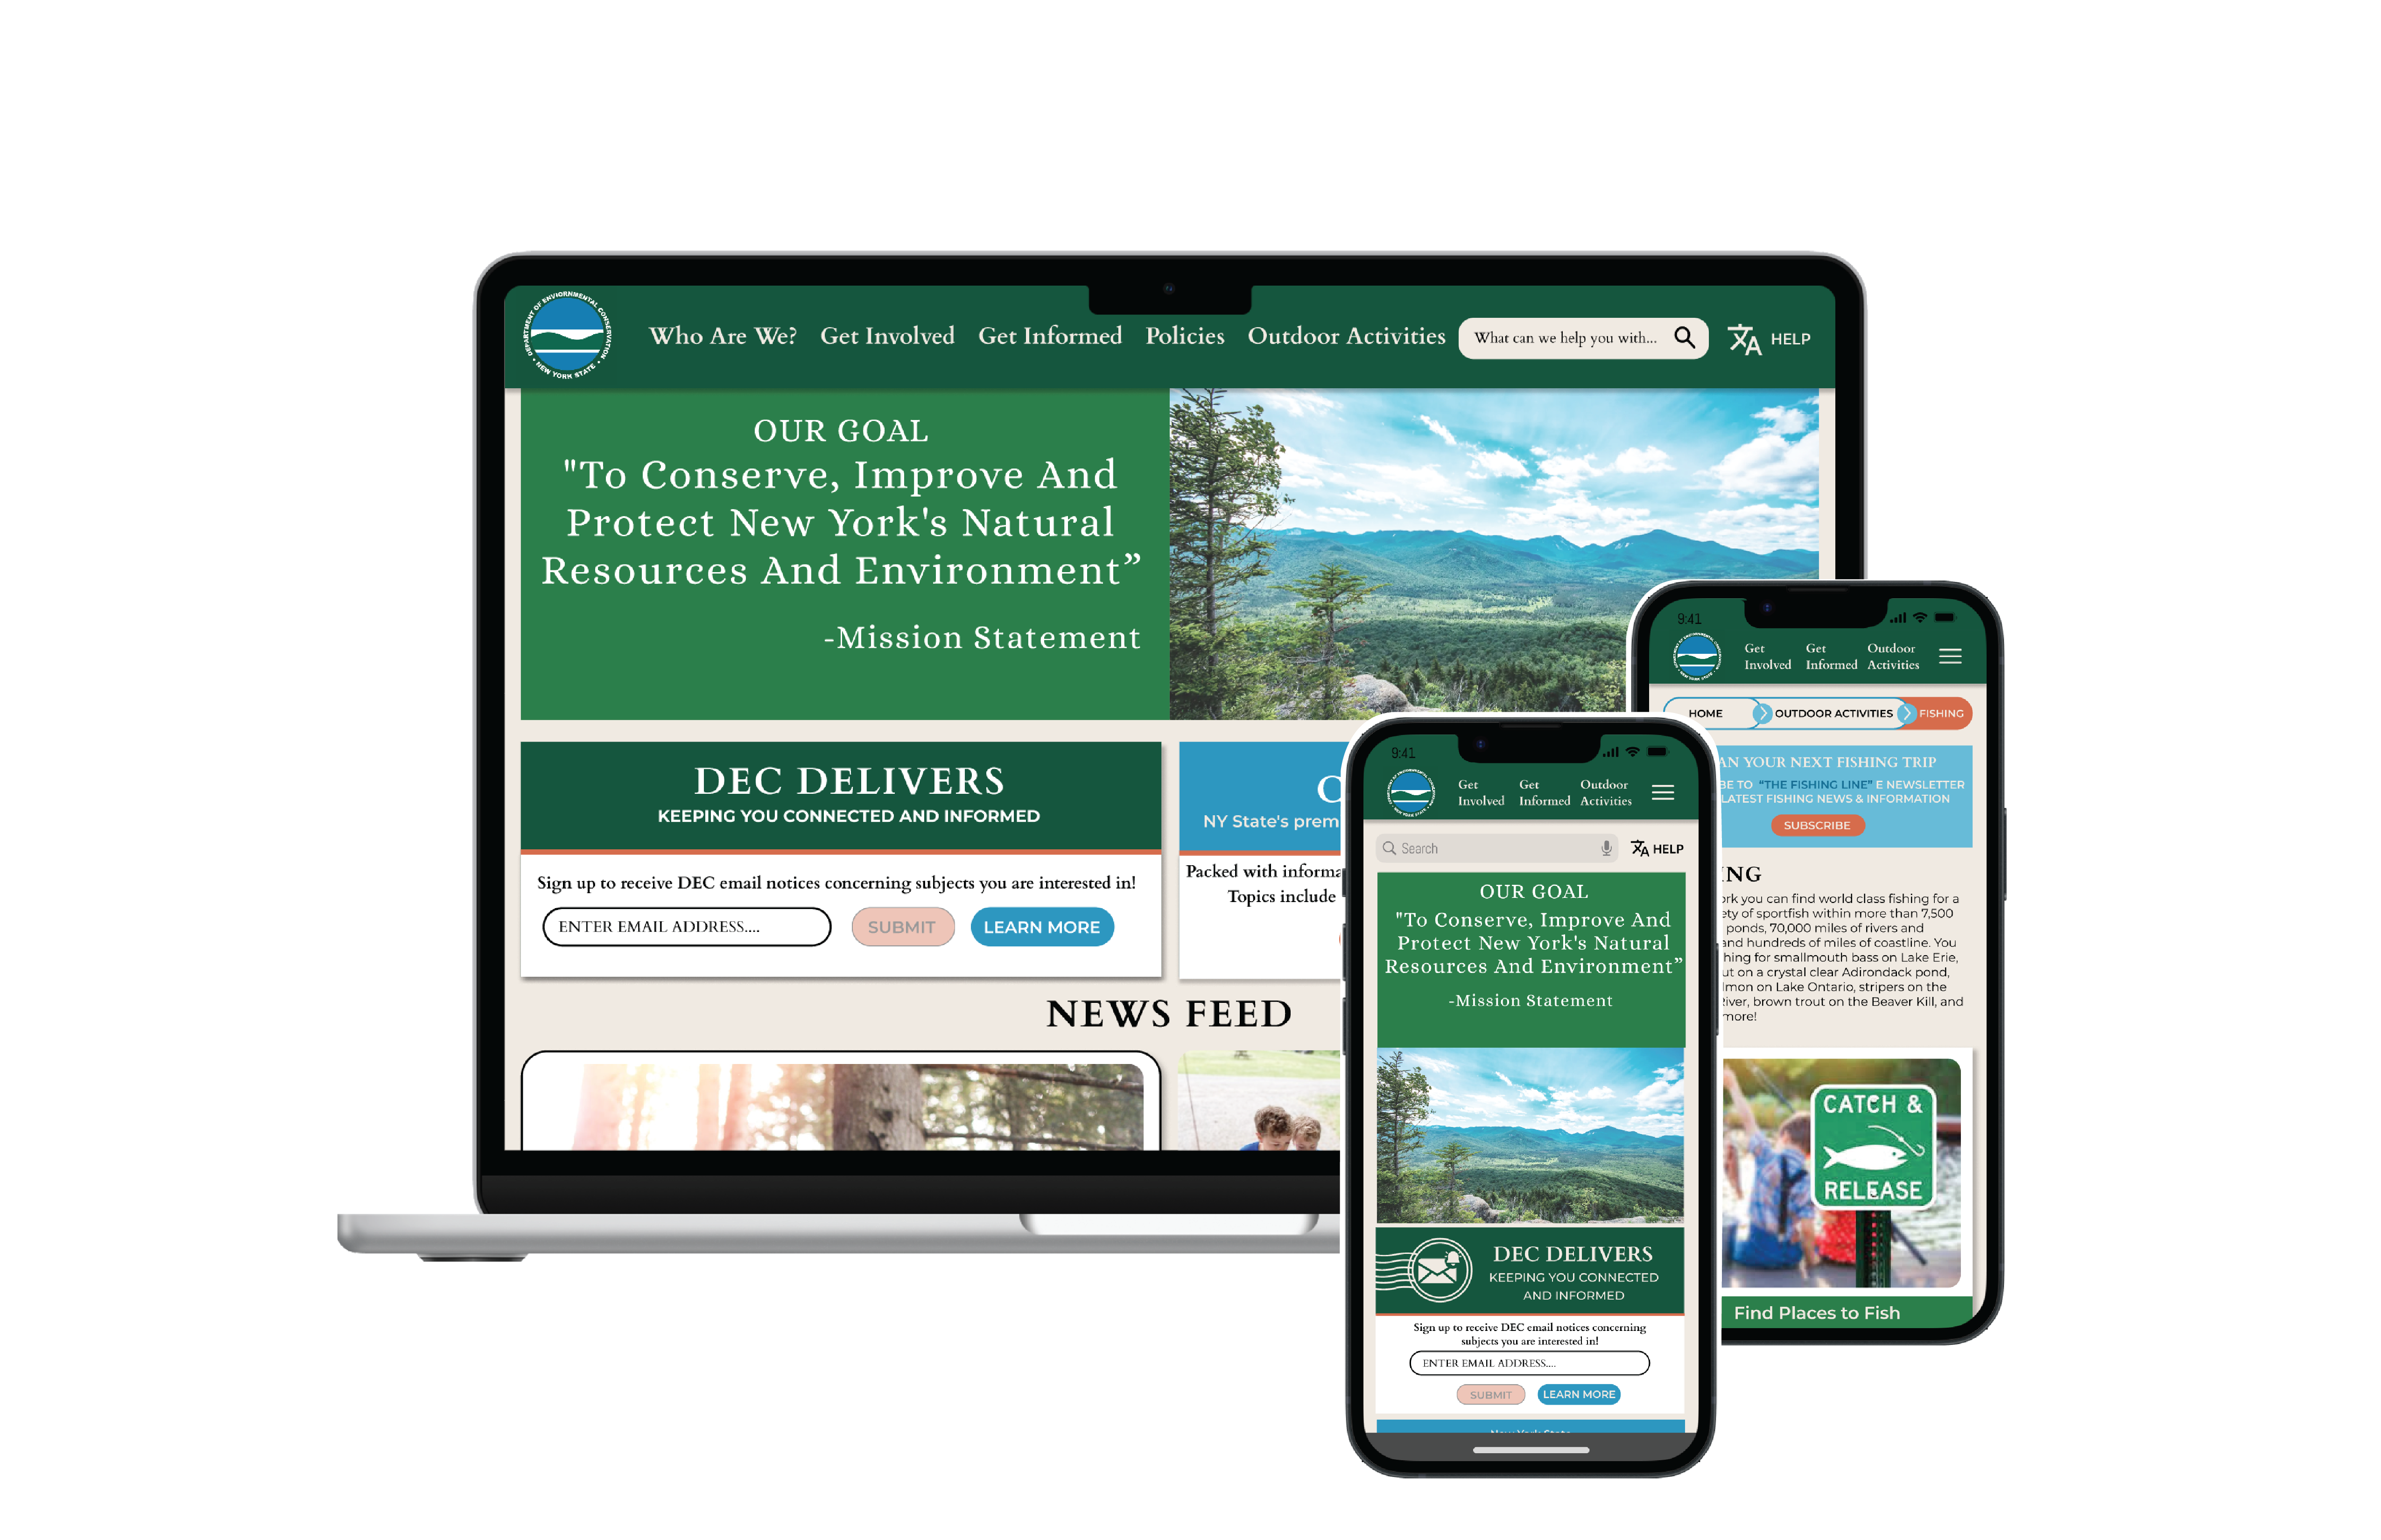 DEPARTMENT OF ENVIORNMENTAL CONSERVATION
• NEW YORK STATE •
Who Are We? Get Involved Get Informed Policies Outdoor Activities What can we help you with... HELP
OUR GOAL
"To Conserve, Improve And
Protect New York's Natural
Resources And Environment”
-Mission Statement
DEC DELIVERS
KEEPING YOU CONNECTED AND INFORMED
Sign up to receive DEC email notices concerning subjects you are interested in!
ENTER EMAIL ADDRESS.... SUBMIT LEARN MORE
NY State's prem
Packed with informa
Topics include
NEWS FEED
9:41
Get Involved Get Informed Outdoor Activities
Search HELP
OUR GOAL
"To Conserve, Improve And
Protect New York's Natural
Resources And Environment”
-Mission Statement
DEC DELIVERS
KEEPING YOU CONNECTED
AND INFORMED
Sign up to receive DEC email notices concerning
subjects you are interested in!
ENTER EMAIL ADDRESS....
SUBMIT LEARN MORE
9:41
Get Involved Get Informed Outdoor Activities
HOME OUTDOOR ACTIVITIES FISHING
AN YOUR NEXT FISHING TRIP
BE TO "THE FISHING LINE" E NEWSLETTER
LATEST FISHING NEWS & INFORMATION
SUBSCRIBE
NG
rk you can find world class fishing for a
ety of sportfish within more than 7,500
ponds, 70,000 miles of rivers and
and hundreds of miles of coastline. You
hing for smallmouth bass on Lake Erie,
ut on a crystal clear Adirondack pond,
lmon on Lake Ontario, stripers on the
River, brown trout on the Beaver Kill, and
more!
CATCH &
RELEASE
Find Places to Fish